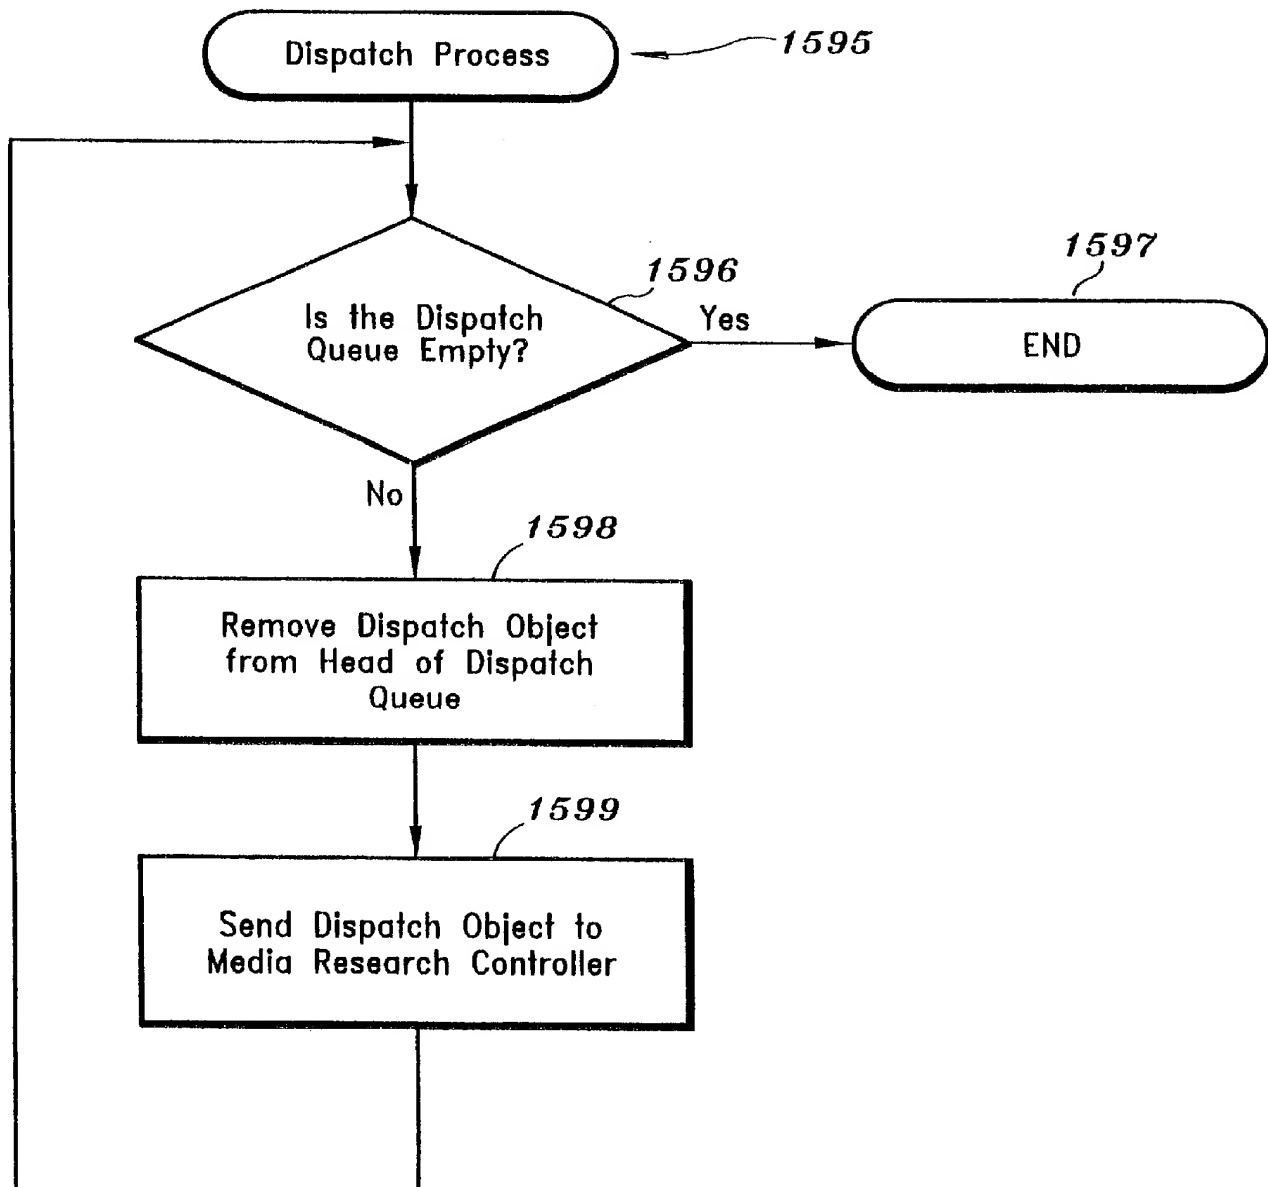 Dispatch Process
1595
1596
Is the Dispatch
Queue Empty?
Yes
1597
END
No
1598
Remove Dispatch Object
from Head of Dispatch
Queue
1599
Send Dispatch Object to
Media Research Controller